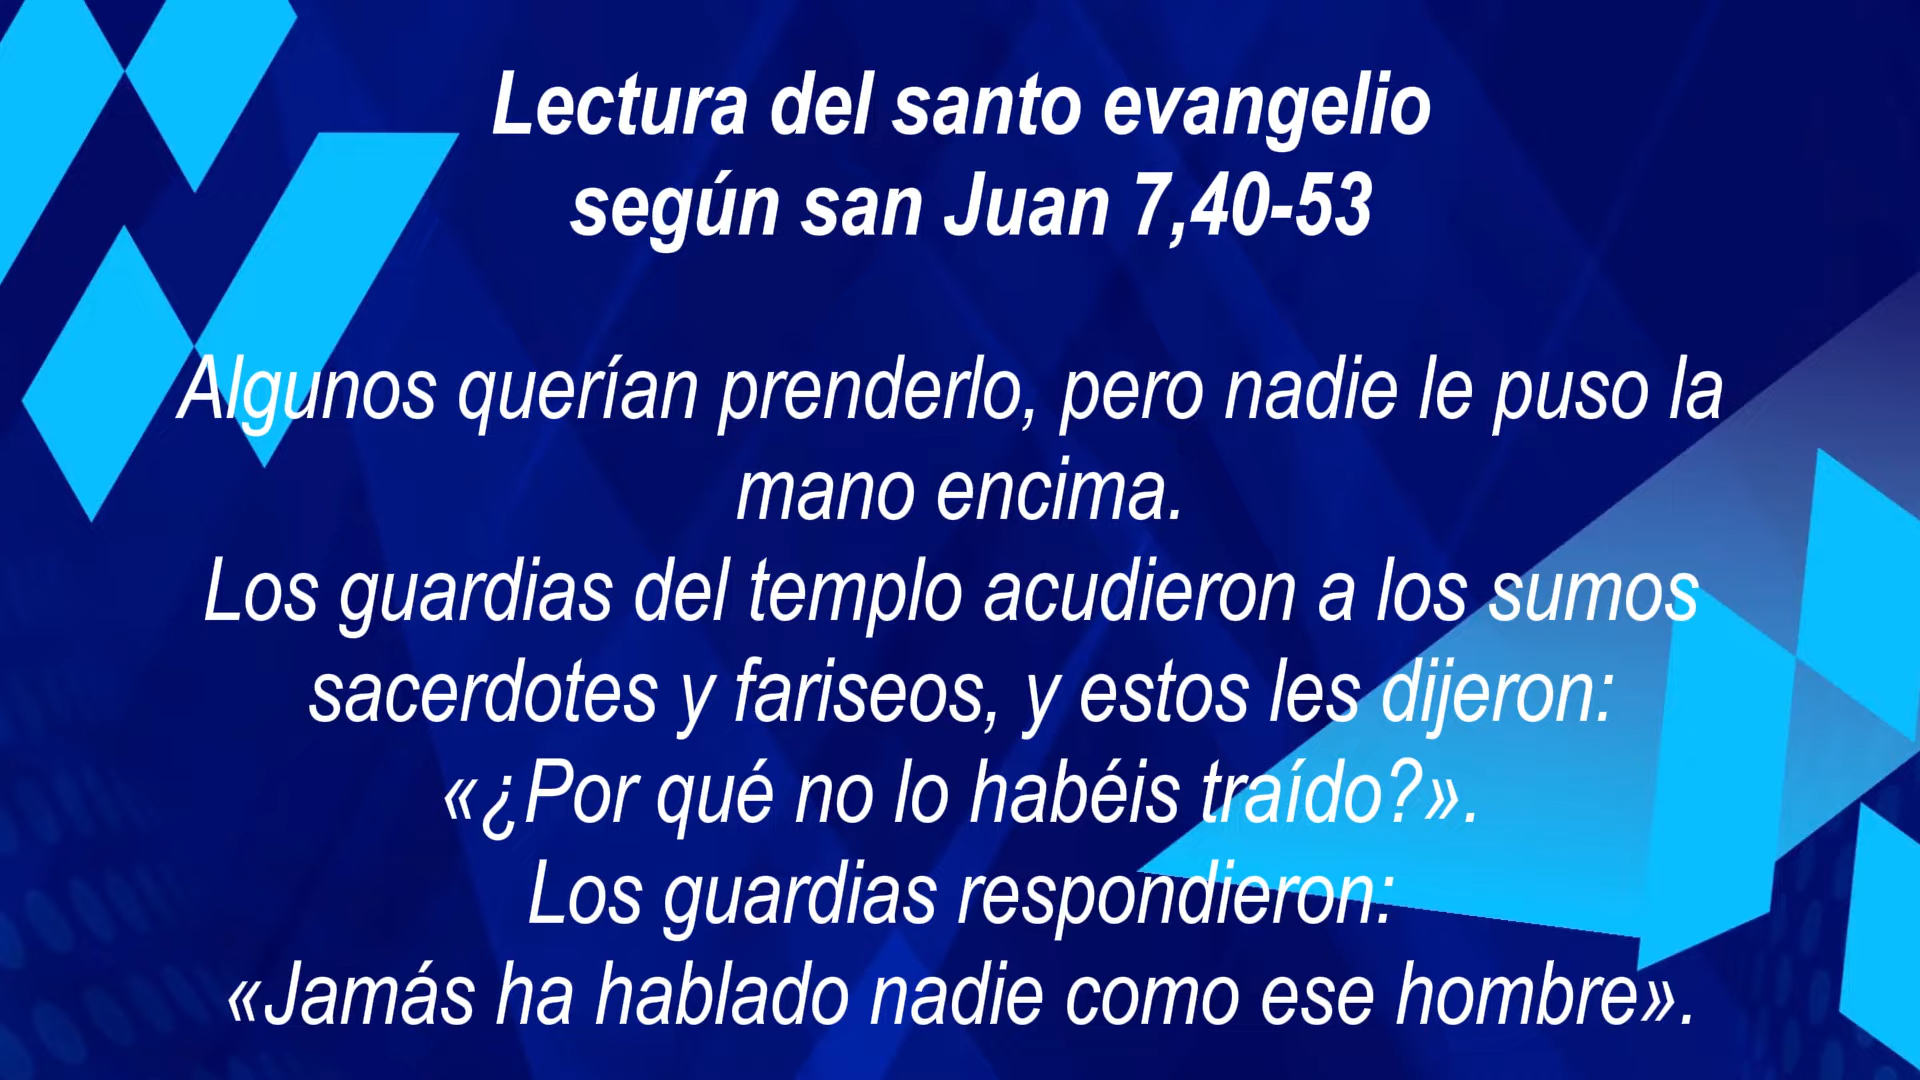 Lectura del santo evangelio
según san Juan 7,40-53
Algunos querían prenderlo, pero nadie le puso la
mano encima.
Los guardias del templo acudieron a los sumos
sacerdotes y fariseos, y estos les dijeron:
«¿Por qué no lo habéis traído?».
Los guardias respondieron:
«Jamás ha hablado nadie como ese hombre».